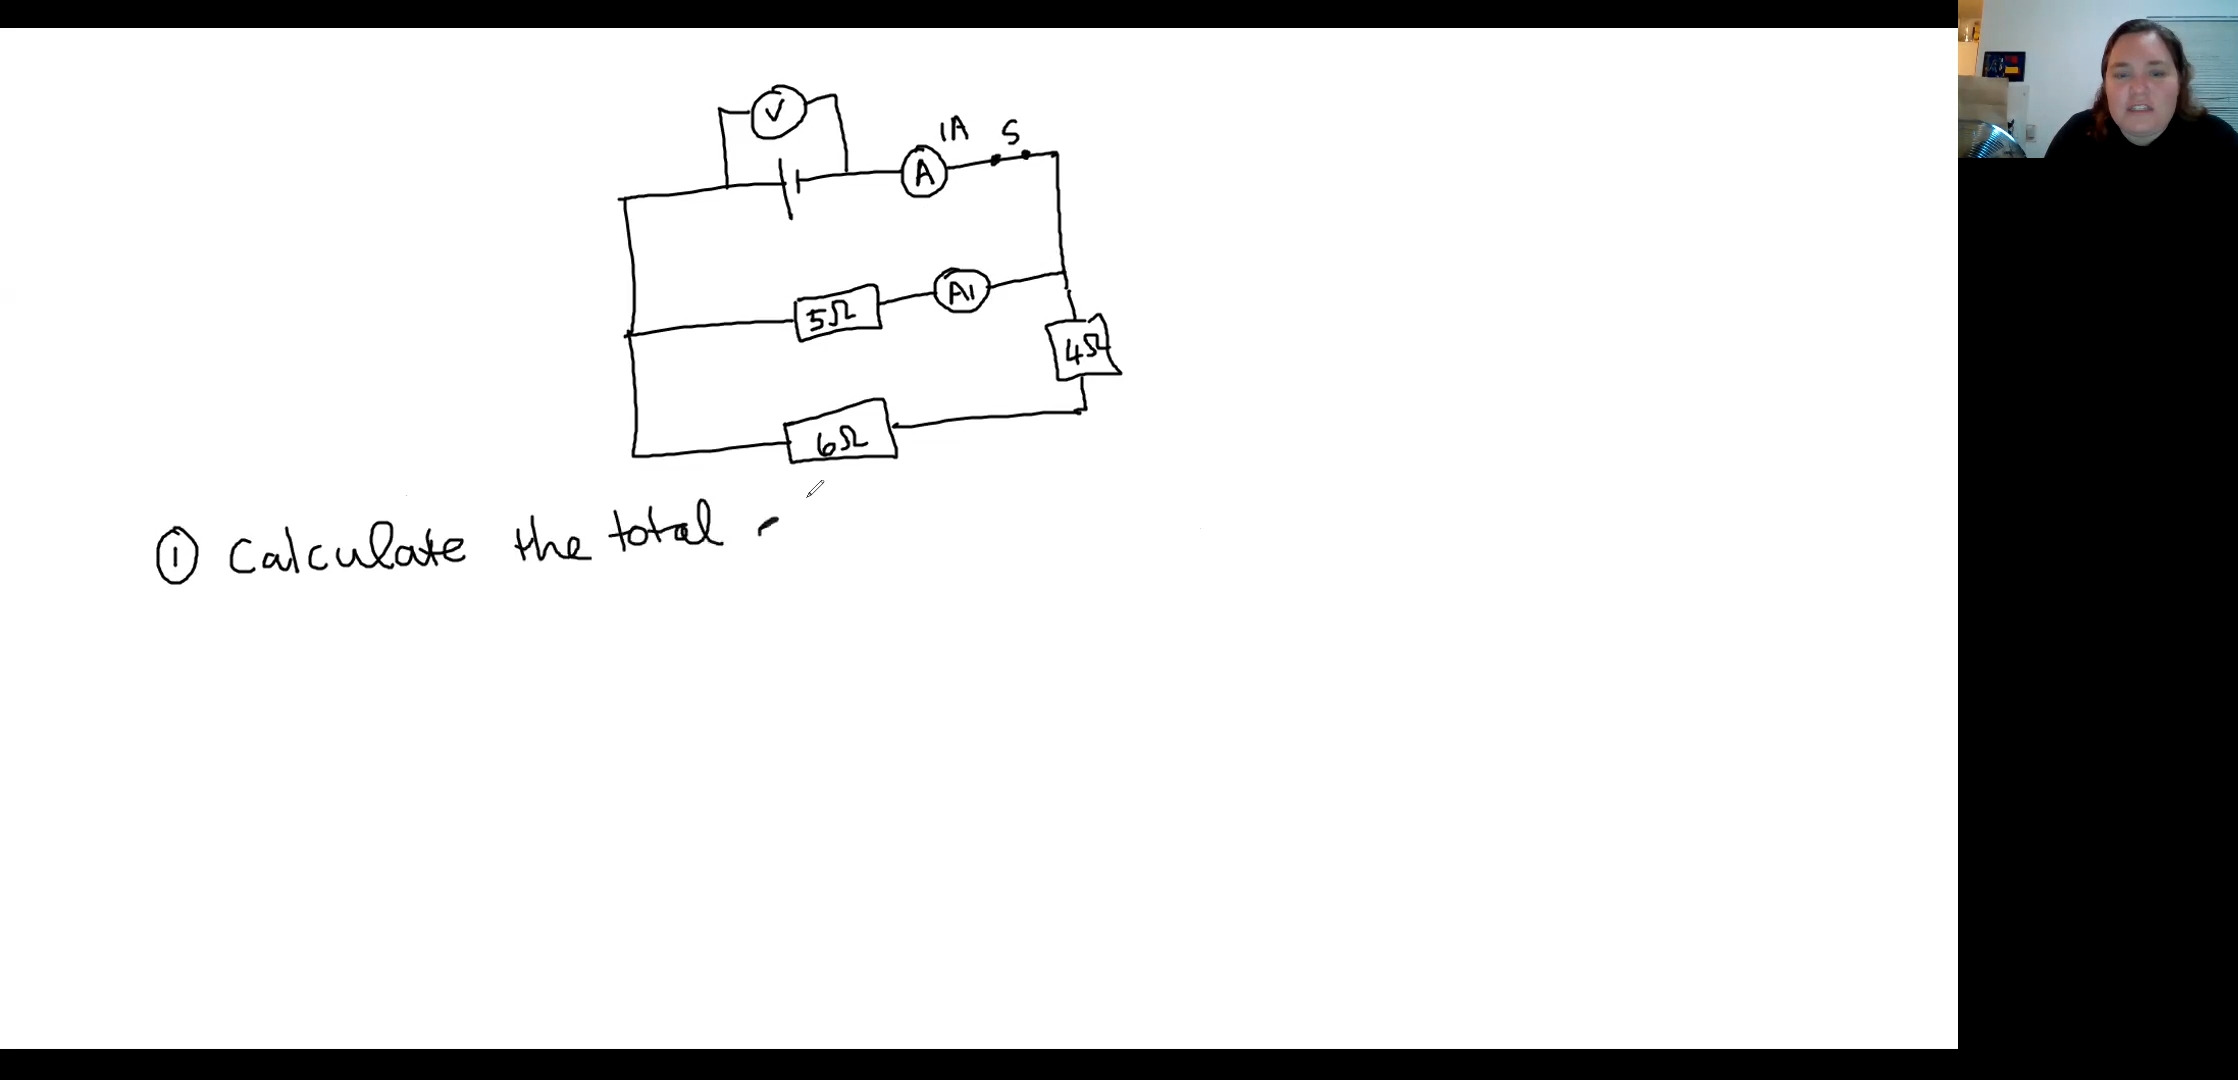 V
1A S
A
5Ω A1
4Ω
6Ω
① Calculate the total